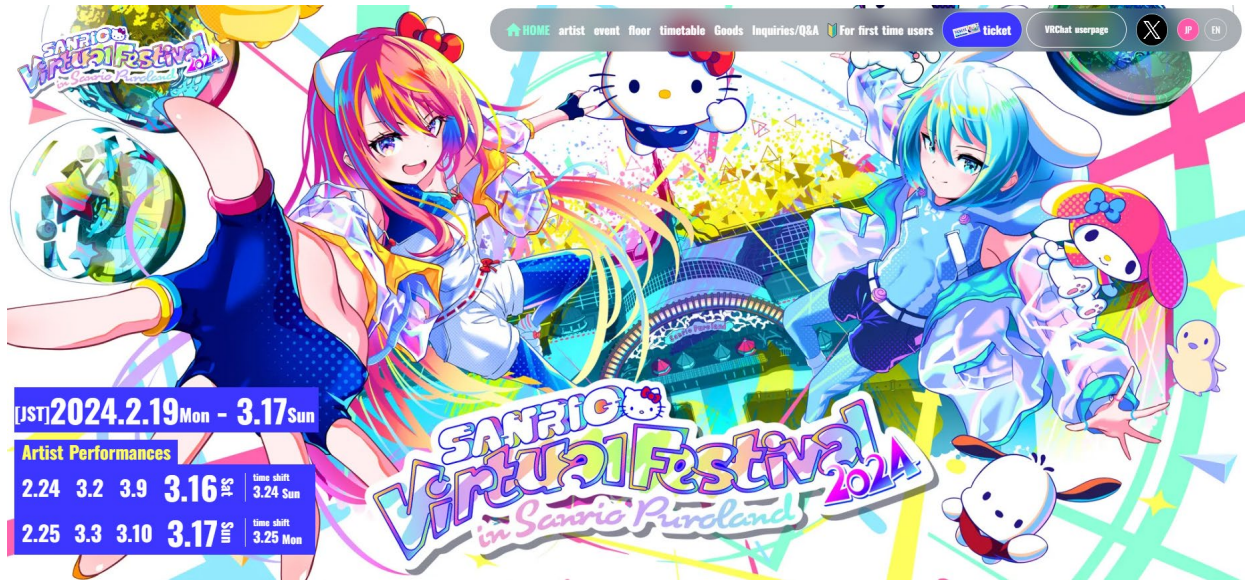 SANRIO
Virtual Festival 2024
in Sanrio Puroland
HOME artist event floor timetable Goods Inquiries/Q&A For first time users ticket VRChat userpage X JP EN
Sanrio Puroland
[JST]2024.2.19Mon - 3.17Sun
Artist Performances
2.24 3.2 3.9 3.16 Sat time shift
3.24 Sun
2.25 3.3 3.10 3.17 Sun time shift
3.25 Mon
SANRIO
Virtual Festival
2024
in Sanrio Puroland